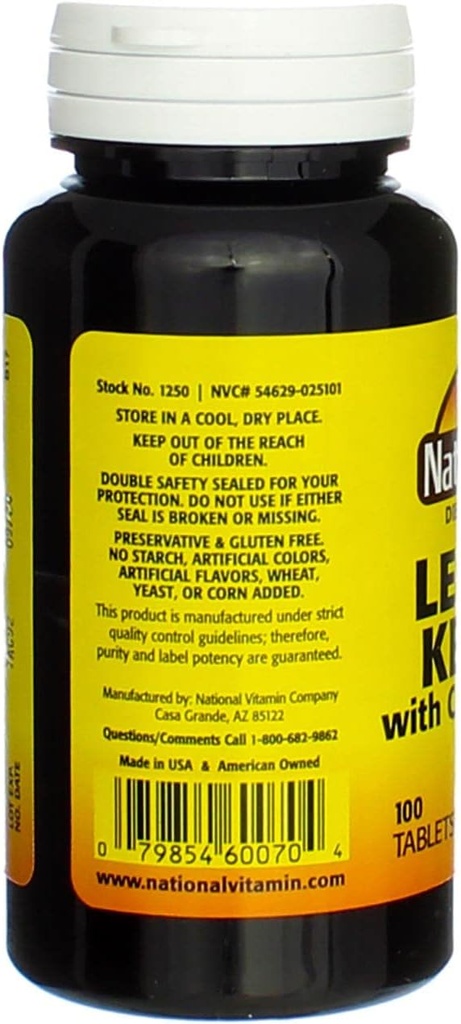 Stock No. 1250 | NVC# 54629-025101
STORE IN A COOL, DRY PLACE.
KEEP OUT OF THE REACH
OF CHILDREN.
DOUBLE SAFETY SEALED FOR YOUR
PROTECTION. DO NOT USE IF EITHER
SEAL IS BROKEN OR MISSING.
PRESERVATIVE & GLUTEN FREE.
NO STARCH, ARTIFICIAL COLORS,
ARTIFICIAL FLAVORS, WHEAT,
YEAST, OR CORN ADDED.
This product is manufactured under strict
quality control guidelines; therefore,
purity and label potency are guaranteed.
Manufactured by: National Vitamin Company
Casa Grande, AZ 85122
Questions/Comments Call 1-800-682-9862
Made in USA & American Owned
0 79854 60070 4
www.nationalvitamin.com
Nat
LE
KE
with C
100
TABLETS
LOT EXP.
NO. DATE